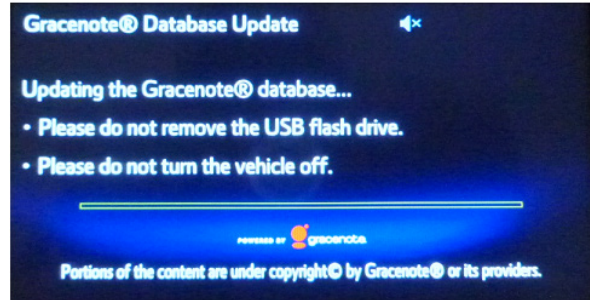 Gracenote® Database Update
Updating the Gracenote® database...
• Please do not remove the USB flash drive.
• Please do not turn the vehicle off.
POWERED BY gracenote.
Portions of the content are under copyright© by Gracenote® or its providers.